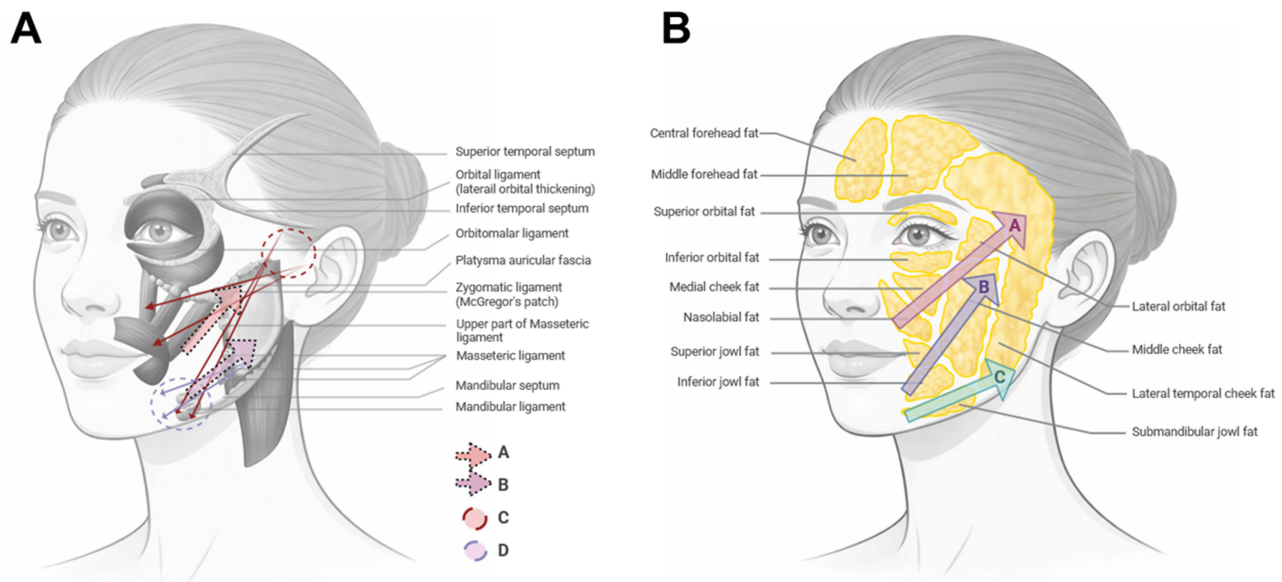 A
Superior temporal septum
Orbital ligament
(laterail orbital thickening)
Inferior temporal septum
Orbitomalar ligament
Platysma auricular fascia
Zygomatic ligament
(McGregor's patch)
Upper part of Masseteric
ligament
Masseteric ligament
Mandibular septum
Mandibular ligament
A
B
C
D
B
Central forehead fat
Middle forehead fat
Superior orbital fat
Inferior orbital fat
Medial cheek fat
Nasolabial fat
Superior jowl fat
Inferior jowl fat
A
B
C
Lateral orbital fat
Middle cheek fat
Lateral temporal cheek fat
Submandibular jowl fat